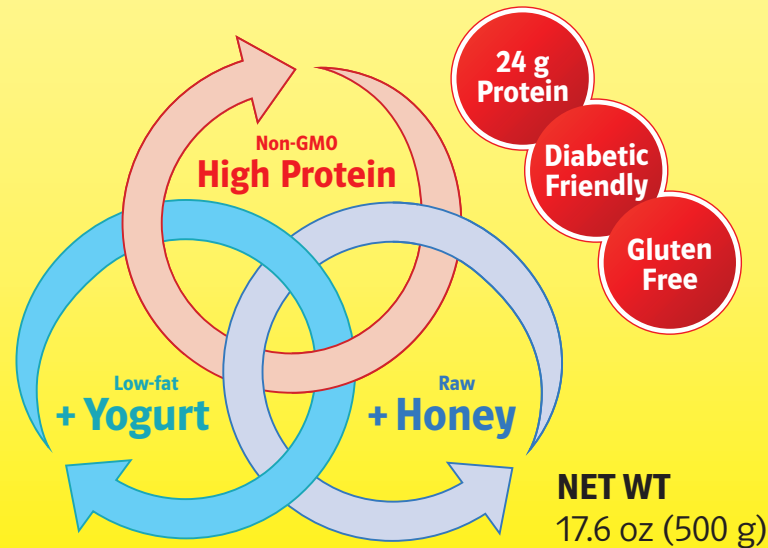 24 g
Protein
Diabetic
Friendly
Gluten
Free
Non-GMO
High Protein
Low-fat
+ Yogurt
Raw
+ Honey
NET WT
17.6 oz (500 g)